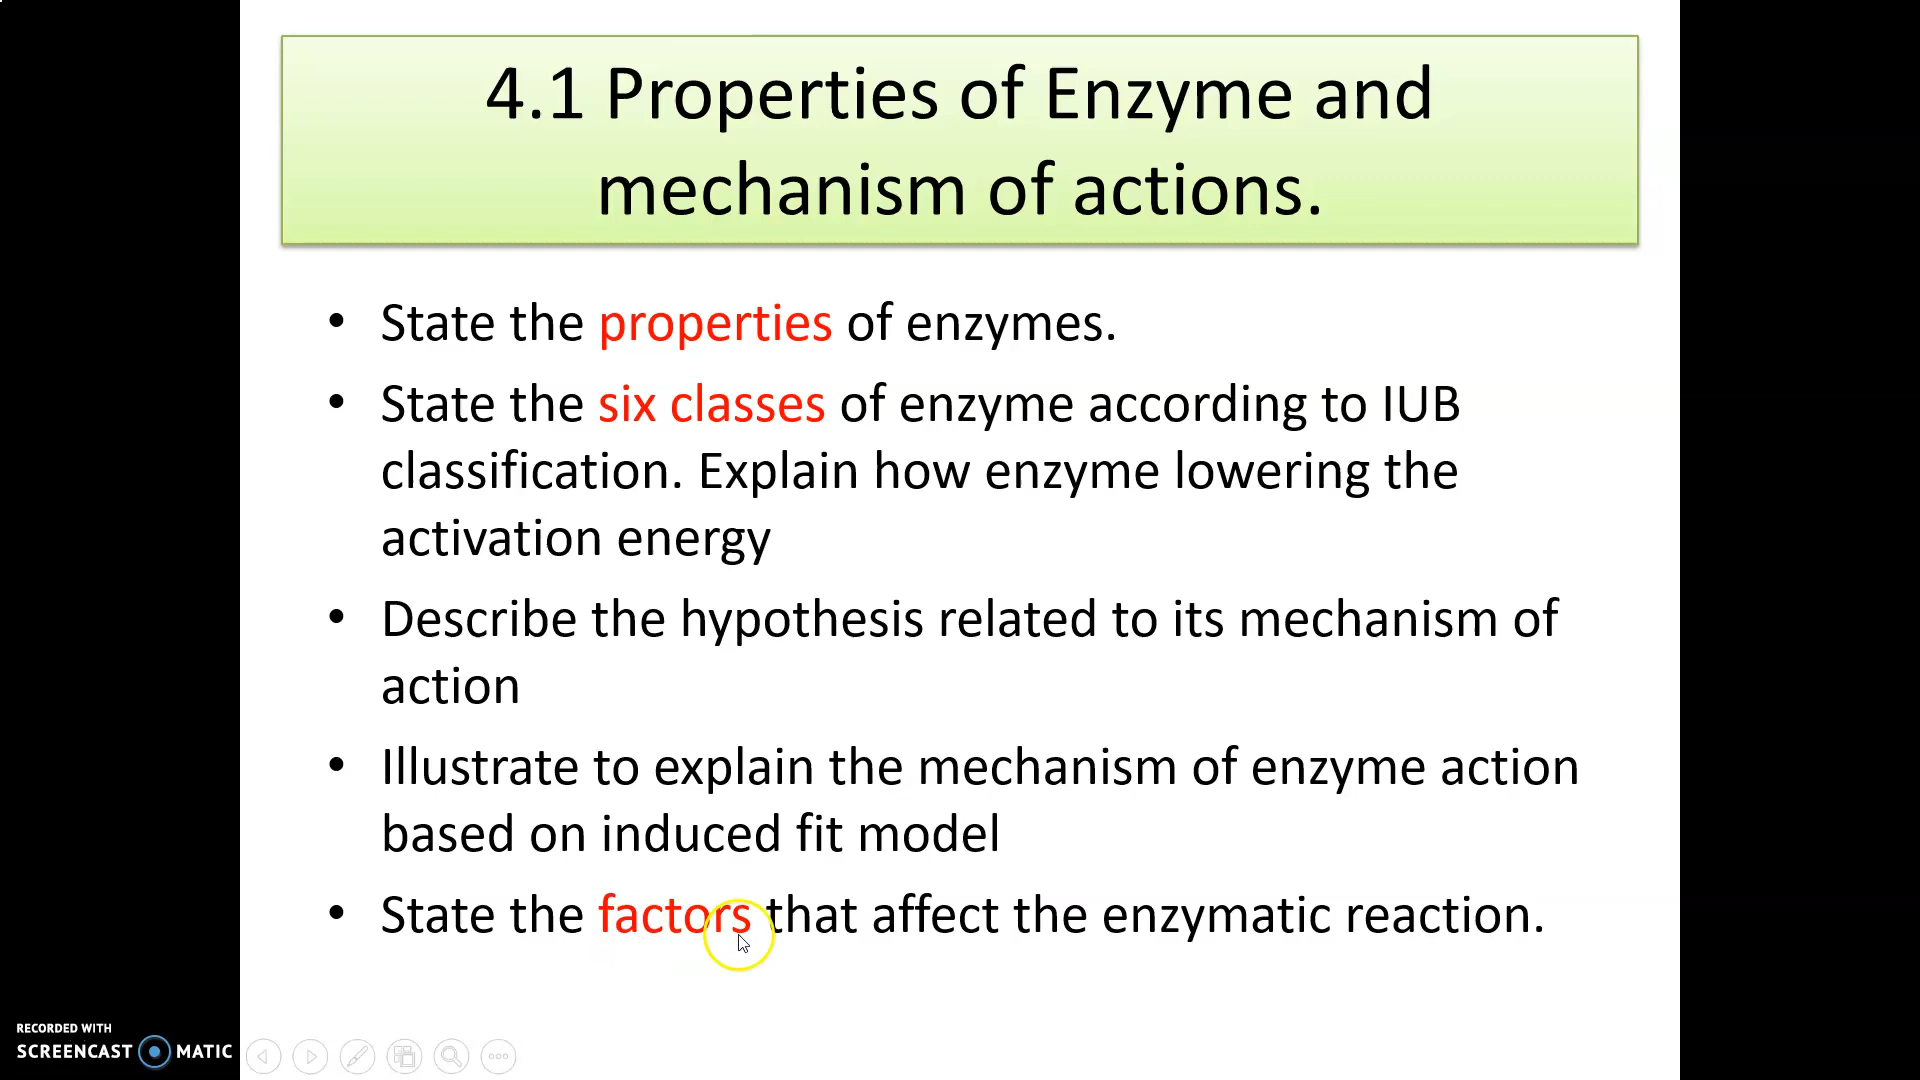 4.1 Properties of Enzyme and
mechanism of actions.
• State the properties of enzymes.
• State the six classes of enzyme according to IUB
classification. Explain how enzyme lowering the
activation energy
• Describe the hypothesis related to its mechanism of
action
• Illustrate to explain the mechanism of enzyme action
based on induced fit model
• State the factors that affect the enzymatic reaction.
RECORDED WITH
SCREENCAST MATIC